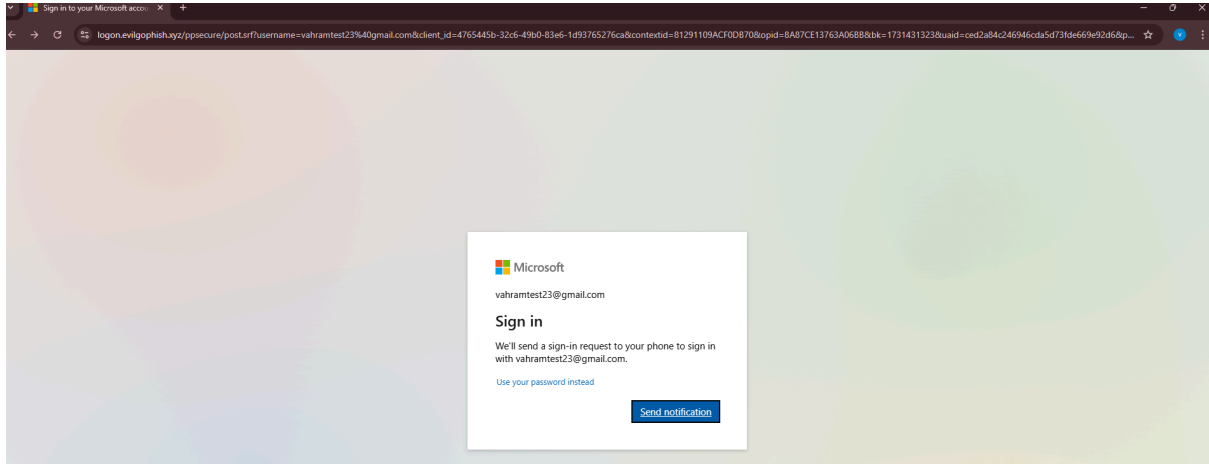 Sign in to your Microsoft accou
logon.evilgophish.xyz/ppsecure/post.srf?username=vahramtest23%40gmail.com&client_id=4765445b-32c6-49b0-83e6-1d93765276ca&contextid=81291109ACF0DB70&opid=8A87CE13763A06BB&bk=1731431323&uaid=ced2a84c246946cda5d73fde669e92d6&p...
Microsoft
vahramtest23@gmail.com
Sign in
We'll send a sign-in request to your phone to sign in
with vahramtest23@gmail.com.
Use your password instead
Send notification